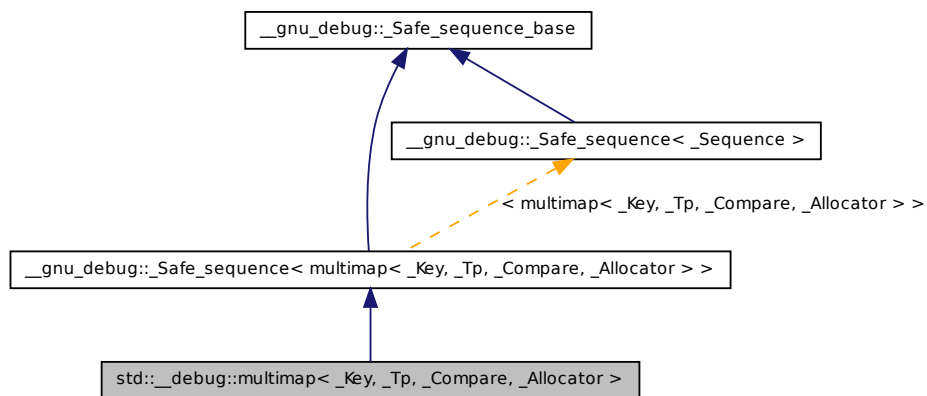 __gnu_debug::_Safe_sequence_base
__gnu_debug::_Safe_sequence< _Sequence >
< multimap< _Key, _Tp, _Compare, _Allocator > >
__gnu_debug::_Safe_sequence< multimap< _Key, _Tp, _Compare, _Allocator > >
std::__debug::multimap< _Key, _Tp, _Compare, _Allocator >